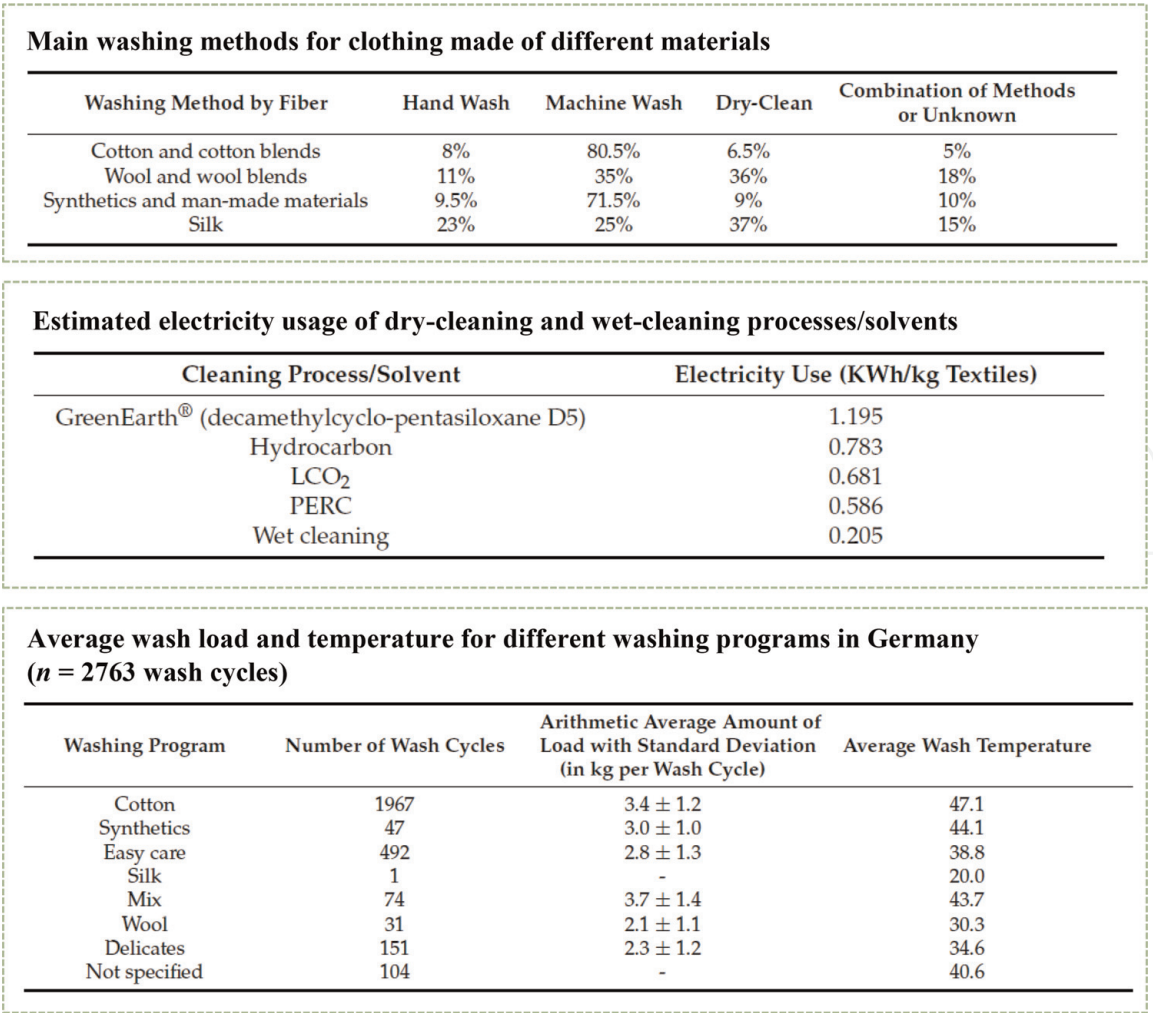 Main washing methods for clothing made of different materials
Washing Method by Fiber Hand Wash Machine Wash Dry-Clean Combination of Methods or Unknown
Cotton and cotton blends 8% 80.5% 6.5% 5%
Wool and wool blends 11% 35% 36% 18%
Synthetics and man-made materials 9.5% 71.5% 9% 10%
Silk 23% 25% 37% 15%
Estimated electricity usage of dry-cleaning and wet-cleaning processes/solvents
Cleaning Process/Solvent Electricity Use (KWh/kg Textiles)
GreenEarth® (decamethylcyclo-pentasiloxane D5) 1.195
Hydrocarbon 0.783
LCO₂ 0.681
PERC 0.586
Wet cleaning 0.205
Average wash load and temperature for different washing programs in Germany
(n = 2763 wash cycles)
Washing Program Number of Wash Cycles Arithmetic Average Amount of Load with Standard Deviation (in kg per Wash Cycle) Average Wash Temperature
Cotton 1967 3.4 ± 1.2 47.1
Synthetics 47 3.0 ± 1.0 44.1
Easy care 492 2.8 ± 1.3 38.8
Silk 1 - 20.0
Mix 74 3.7 ± 1.4 43.7
Wool 31 2.1 ± 1.1 30.3
Delicates 151 2.3 ± 1.2 34.6
Not specified 104 - 40.6